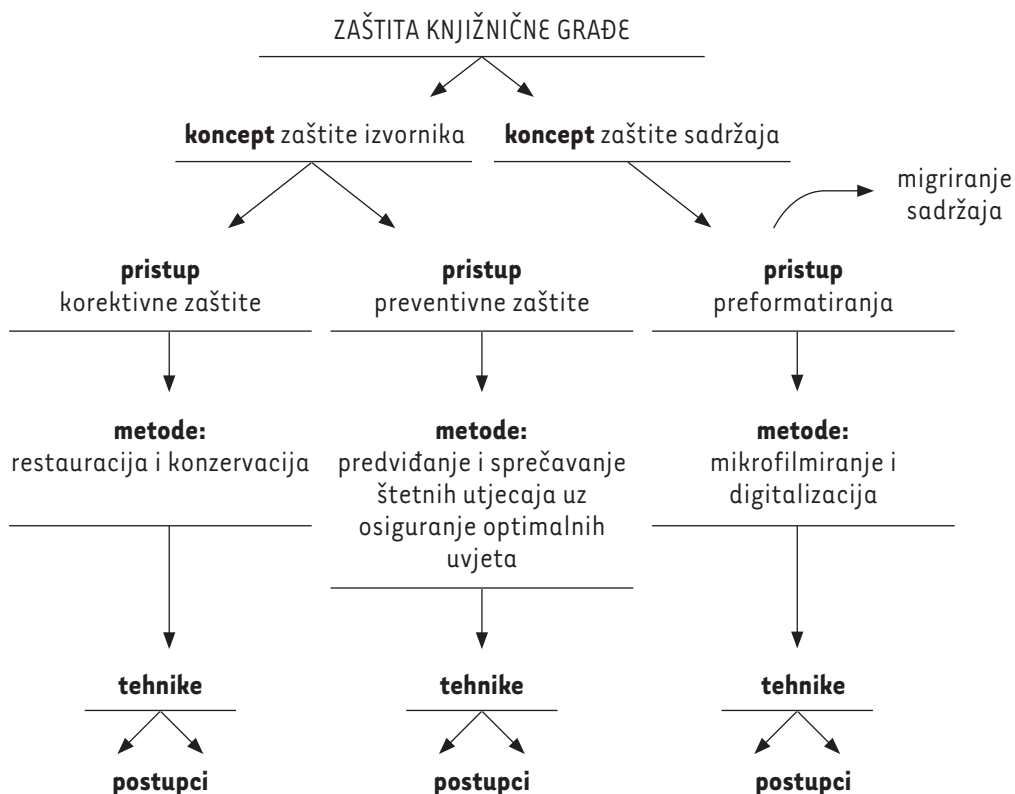 ZAŠTITA KNJIŽNIČNE GRAĐE
koncept zaštite izvornika
koncept zaštite sadržaja
migriranje
sadržaja
pristup
korektivne zaštite
pristup
preventivne zaštite
pristup
preformatiranja
metode:
restauracija i konzervacija
metode:
predviđanje i sprečavanje
štetnih utjecaja uz
osiguranje optimalnih
uvjeta
metode:
mikrofilmiranje i
digitalizacija
tehnike
tehnike
tehnike
postupci
postupci
postupci